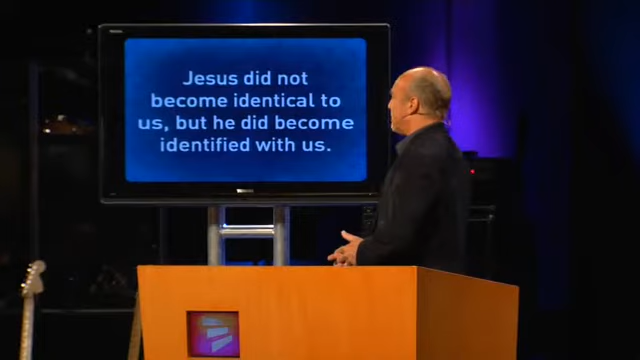 Jesus did not
become identical to
us, but he did become
identified with us.